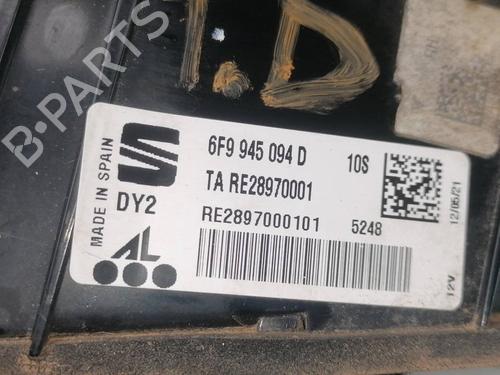 B-PARTS
T.D
MADE IN SPAIN
S
DY2
AL
6F9 945 094 D 10S
TA RE28970001
RE2897000101 5248
12/05/21
12V